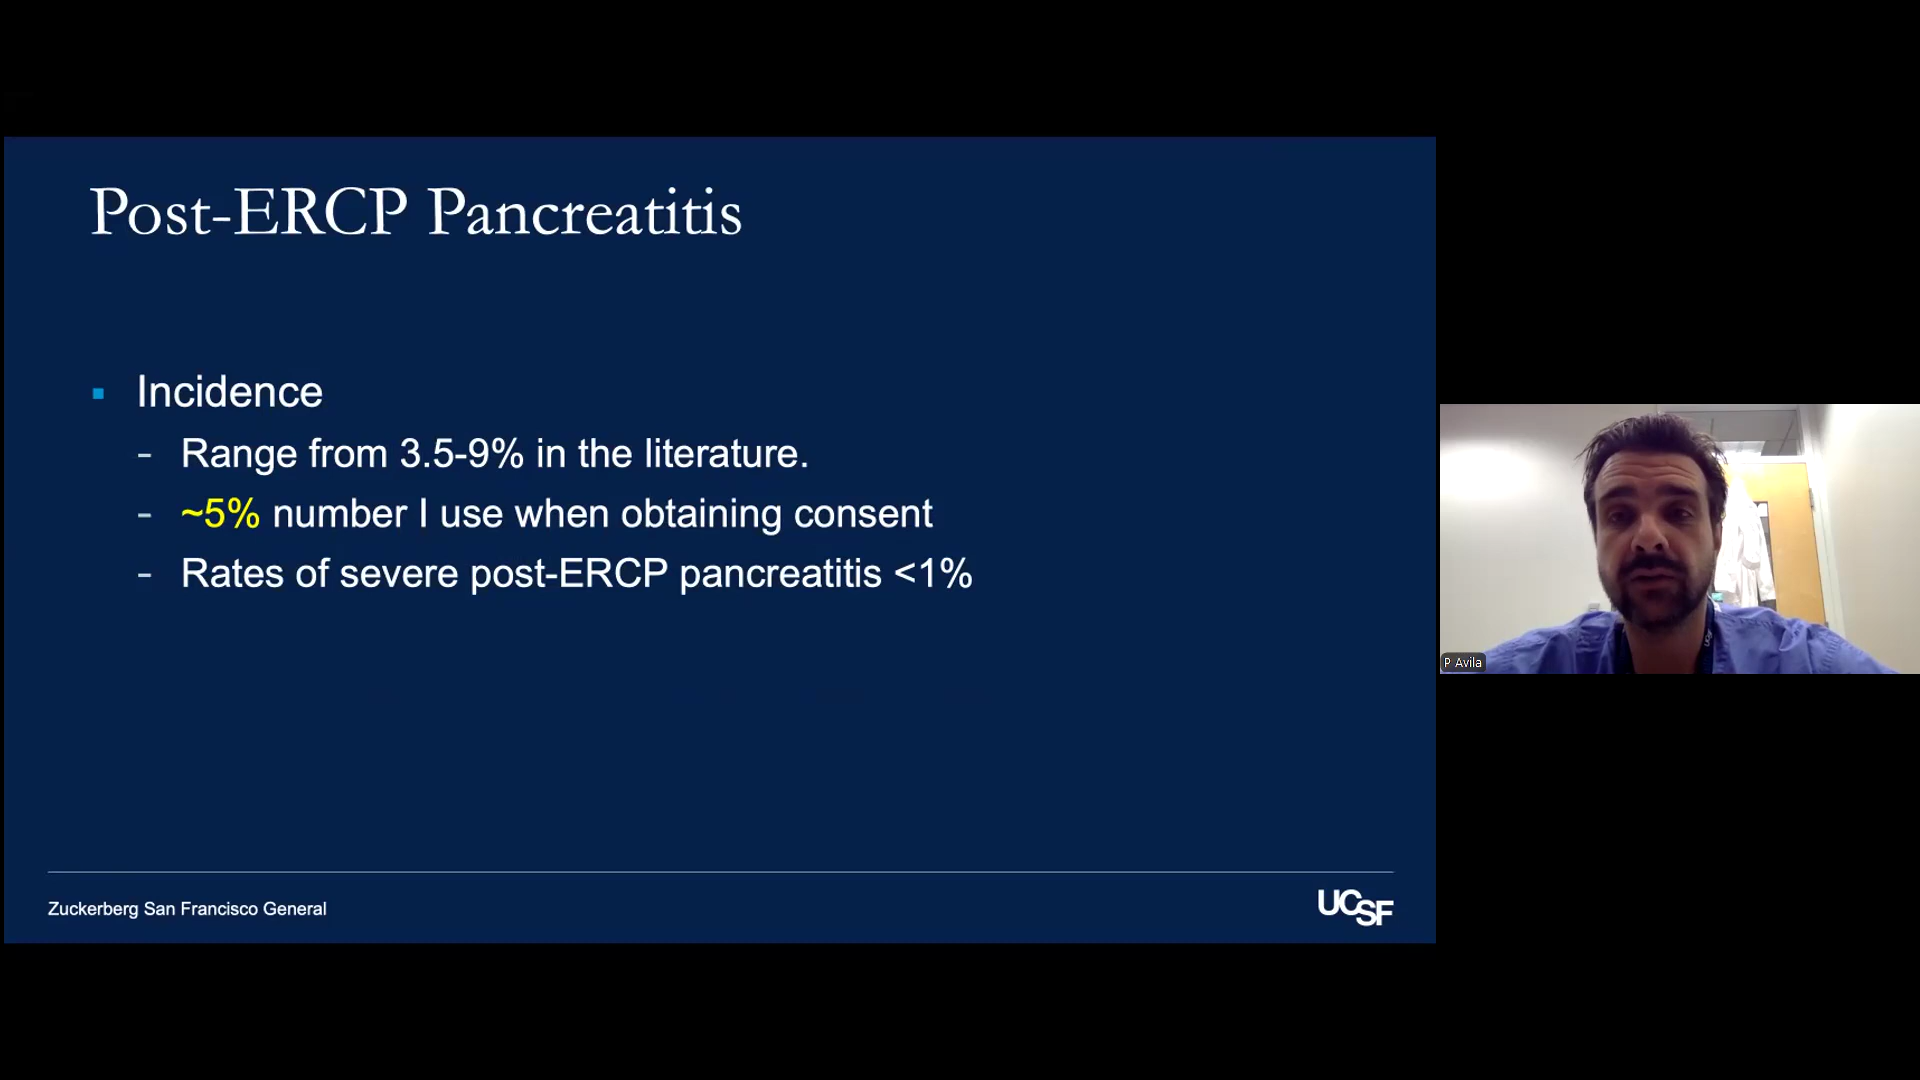 Post-ERCP Pancreatitis
▪ Incidence
- Range from 3.5-9% in the literature.
- ~5% number I use when obtaining consent
- Rates of severe post-ERCP pancreatitis <1%
Zuckerberg San Francisco General
UCSF
P Avila